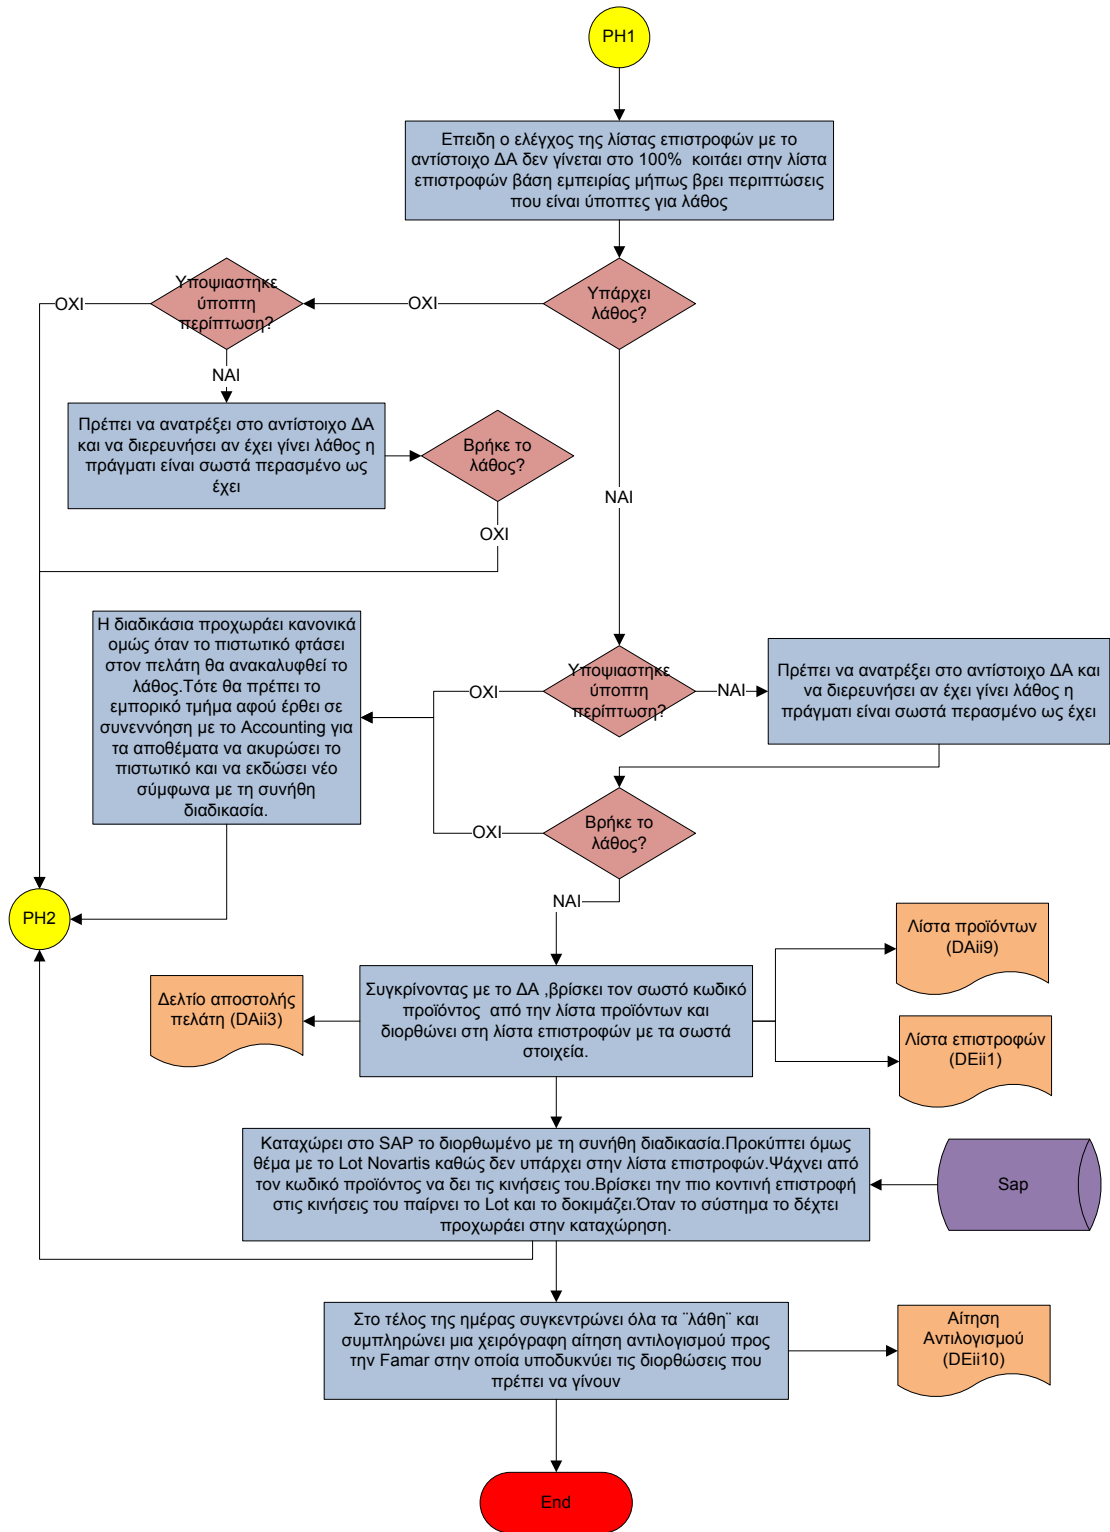 PH1
Επειδη ο ελέγχος της λίστας επιστροφών με το
αντίστοιχο ΔΑ δεν γίνεται στο 100% κοιτάει στην λίστα
επιστροφών βάση εμπειρίας μήπως βρει περιπτώσεις
που είναι ύποπτες για λάθος
Υποψιαστηκε
ύποπτη
περίπτωση?
Υπάρχει
λάθος?
ΟΧΙ
ΟΧΙ
ΝΑΙ
Πρέπει να ανατρέξει στο αντίστοιχο ΔΑ
και να διερευνήσει αν έχει γίνει λάθος η
πράγματι είναι σωστά περασμένο ως
έχει
Βρήκε το
λάθος?
ΝΑΙ
ΟΧΙ
Η διαδικάσια προχωράει κανονικά
ομώς όταν το πιστωτικό φτάσει
στον πελάτη θα ανακαλυφθεί το
λάθος.Τότε θα πρέπει το
εμπορικό τμήμα αφού έρθει σε
συνεννόηση με το Accounting για
τα αποθέματα να ακυρώσει το
πιστωτικό και να εκδώσει νέο
σύμφωνα με τη συνήθη
διαδικασία.
Υποψιαστηκε
ύποπτη
περίπτωση?
ΟΧΙ
ΝΑΙ
Πρέπει να ανατρέξει στο αντίστοιχο ΔΑ και
να διερευνήσει αν έχει γίνει λάθος η
πράγματι είναι σωστά περασμένο ως έχει
Βρήκε το
λάθος?
ΟΧΙ
ΝΑΙ
PH2
Λίστα προϊόντων
(DAii9)
Δελτίο αποστολής
πελάτη (DAii3)
Συγκρίνοντας με το ΔΑ ,βρίσκει τον σωστό κωδικό
προϊόντος από την λίστα προϊόντων και
διορθώνει στη λίστα επιστροφών με τα σωστά
στοιχεία.
Λίστα επιστροφών
(DEii1)
Καταχώρει στο SAP το διορθωμένο με τη συνήθη διαδικασία.Προκύπτει όμως
θέμα με το Lot Novartis καθώς δεν υπάρχει στην λίστα επιστροφών.Ψάχνει από
τον κωδικό προϊόντος να δει τις κινήσεις του.Βρίσκει την πιο κοντινή επιστροφή
στις κινήσεις του παίρνει το Lot και το δοκιμάζει.Όταν το σύστημα το δέχτει
προχωράει στην καταχώρηση.
Sap
Στο τέλος της ημέρας συγκεντρώνει όλα τα ¨λάθη¨ και
συμπληρώνει μια χειρόγραφη αίτηση αντιλογισμού προς
την Famar στην οποία υποδυκνύει τις διορθώσεις που
πρέπει να γίνουν
Αίτηση
Αντιλογισμού
(DEii10)
End